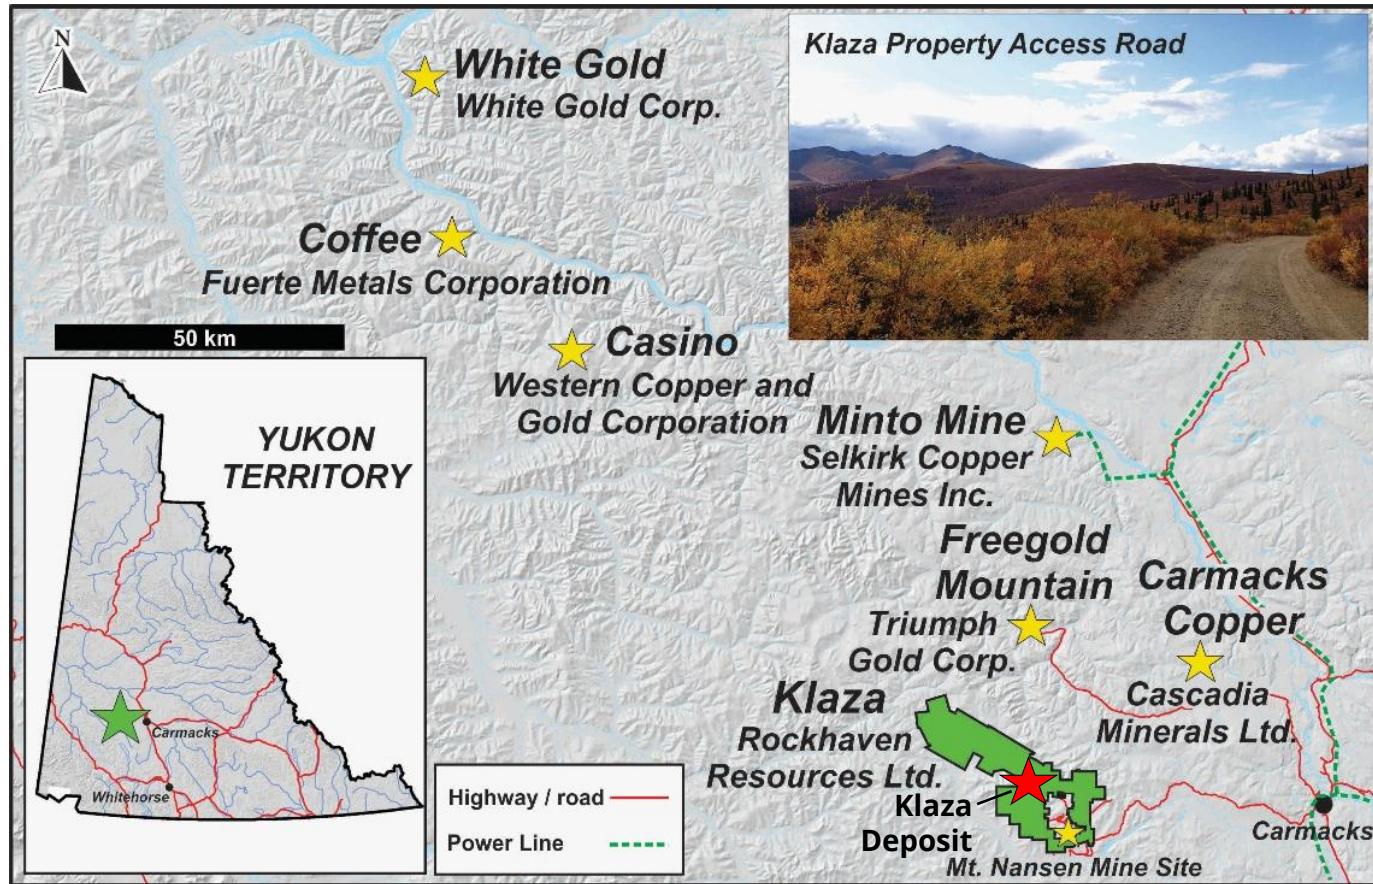 N
White Gold
White Gold Corp.
Klaza Property Access Road
Coffee
Fuerte Metals Corporation
50 km
Casino
Western Copper and
Gold Corporation
Minto Mine
Selkirk Copper
Mines Inc.
YUKON
TERRITORY
Carmacks
Whitehorse
Freegold
Mountain
Triumph
Gold Corp.
Carmacks
Copper
Cascadia
Minerals Ltd.
Klaza
Rockhaven
Resources Ltd.
Klaza
Deposit
Mt. Nansen Mine Site
Carmacks
Highway / road
Power Line